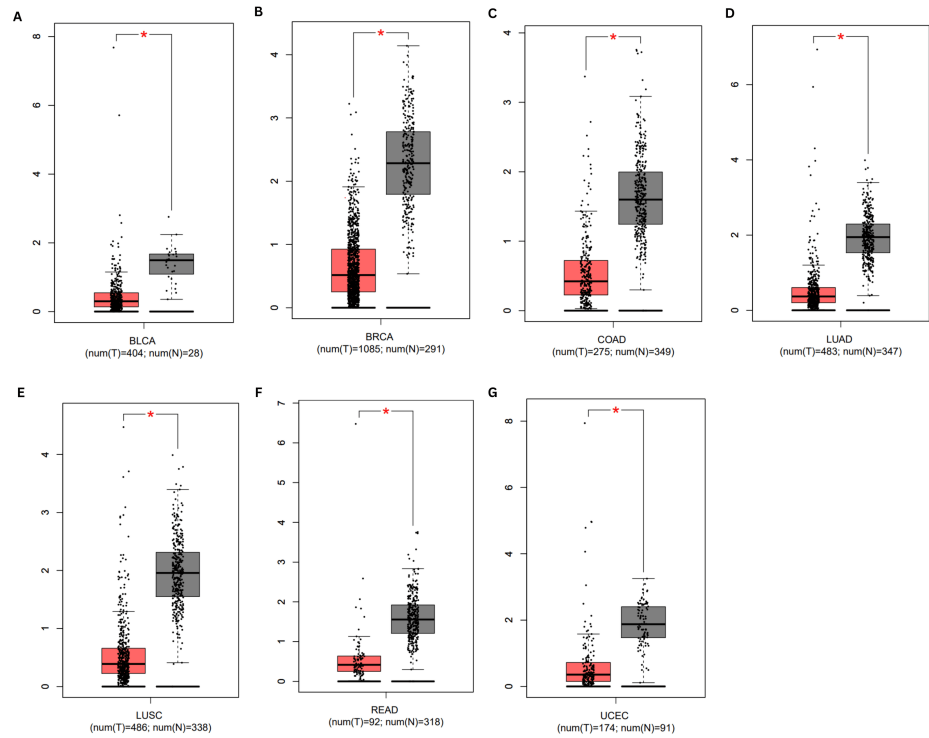 A
8
6
4
2
0
*
BLCA
(num(T)=404; num(N)=28)
B
4
3
2
1
0
*
BRCA
(num(T)=1085; num(N)=291)
C
4
3
2
1
0
*
COAD
(num(T)=275; num(N)=349)
D
6
4
2
0
*
LUAD
(num(T)=483; num(N)=347)
E
4
3
2
1
0
*
LUSC
(num(T)=486; num(N)=338)
F
7
6
5
4
3
2
1
0
*
READ
(num(T)=92; num(N)=318)
G
8
6
4
2
0
*
UCEC
(num(T)=174; num(N)=91)